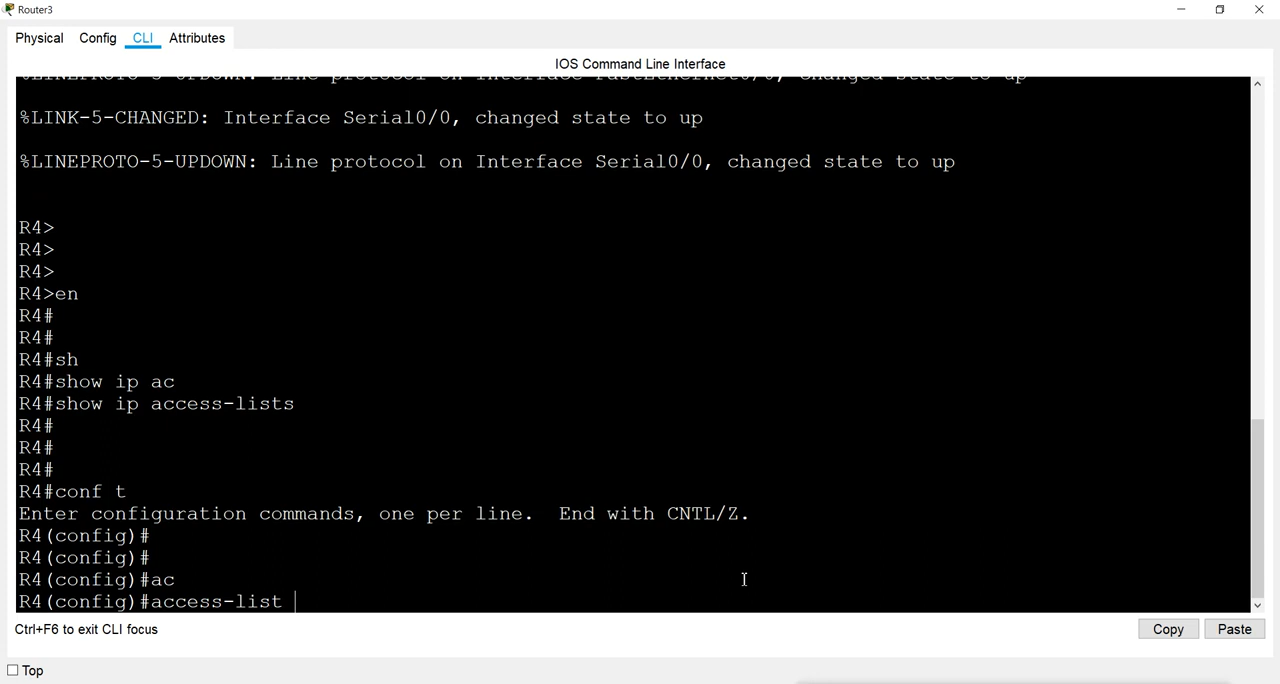 Router3
Physical Config CLI Attributes
IOS Command Line Interface
%LINEPROTO-5-UPDOWN: Line protocol on Interface FastEthernet0/0, changed state to up
%LINK-5-CHANGED: Interface Serial0/0, changed state to up
%LINEPROTO-5-UPDOWN: Line protocol on Interface Serial0/0, changed state to up
R4>
R4>
R4>
R4>en
R4#
R4#
R4#sh
R4#show ip ac
R4#show ip access-lists
R4#
R4#
R4#
R4#conf t
Enter configuration commands, one per line. End with CNTL/Z.
R4(config)#
R4(config)#
R4(config)#ac
R4(config)#access-list
Ctrl+F6 to exit CLI focus
Copy Paste
Top